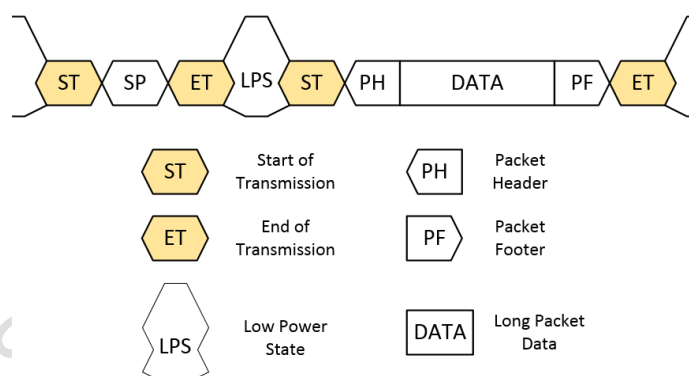 ST SP ET LPS ST PH DATA PF ET
ST Start of Transmission PH Packet Header
ET End of Transmission PF Packet Footer
LPS Low Power State DATA Long Packet Data